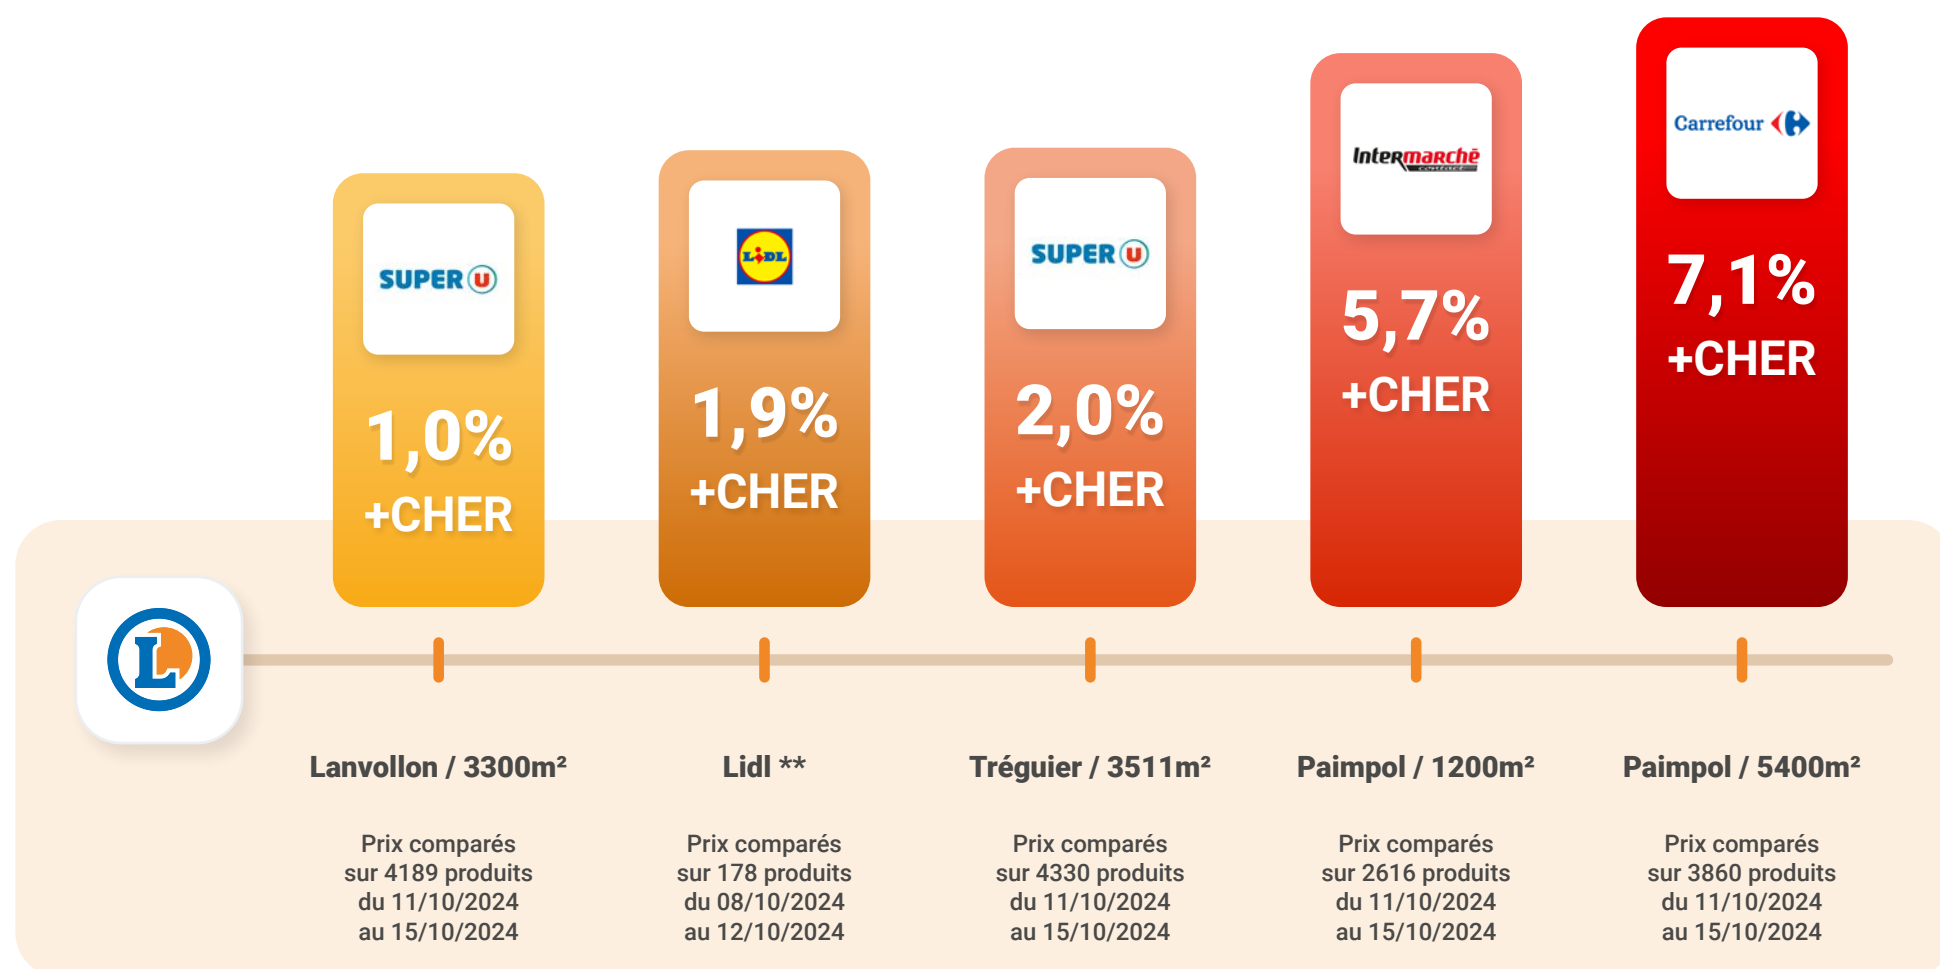 SUPER U
1,0%
+CHER
LIDL
1,9%
+CHER
SUPER U
2,0%
+CHER
Intermarchē
contact
5,7%
+CHER
Carrefour
7,1%
+CHER
L
Lanvollon / 3300m²
Prix comparés
sur 4189 produits
du 11/10/2024
au 15/10/2024
Lidl **
Prix comparés
sur 178 produits
du 08/10/2024
au 12/10/2024
Tréguier / 3511m²
Prix comparés
sur 4330 produits
du 11/10/2024
au 15/10/2024
Paimpol / 1200m²
Prix comparés
sur 2616 produits
du 11/10/2024
au 15/10/2024
Paimpol / 5400m²
Prix comparés
sur 3860 produits
du 11/10/2024
au 15/10/2024